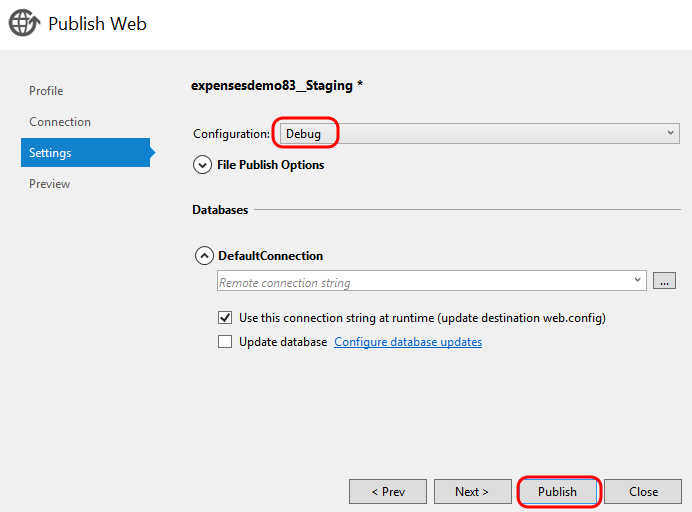 Publish Web
Profile
Connection
Settings
Preview
expensesdemo83__Staging *
Configuration: Debug
File Publish Options
Databases
DefaultConnection
Remote connection string
...
Use this connection string at runtime (update destination web.config)
Update database Configure database updates
< Prev Next > Publish Close